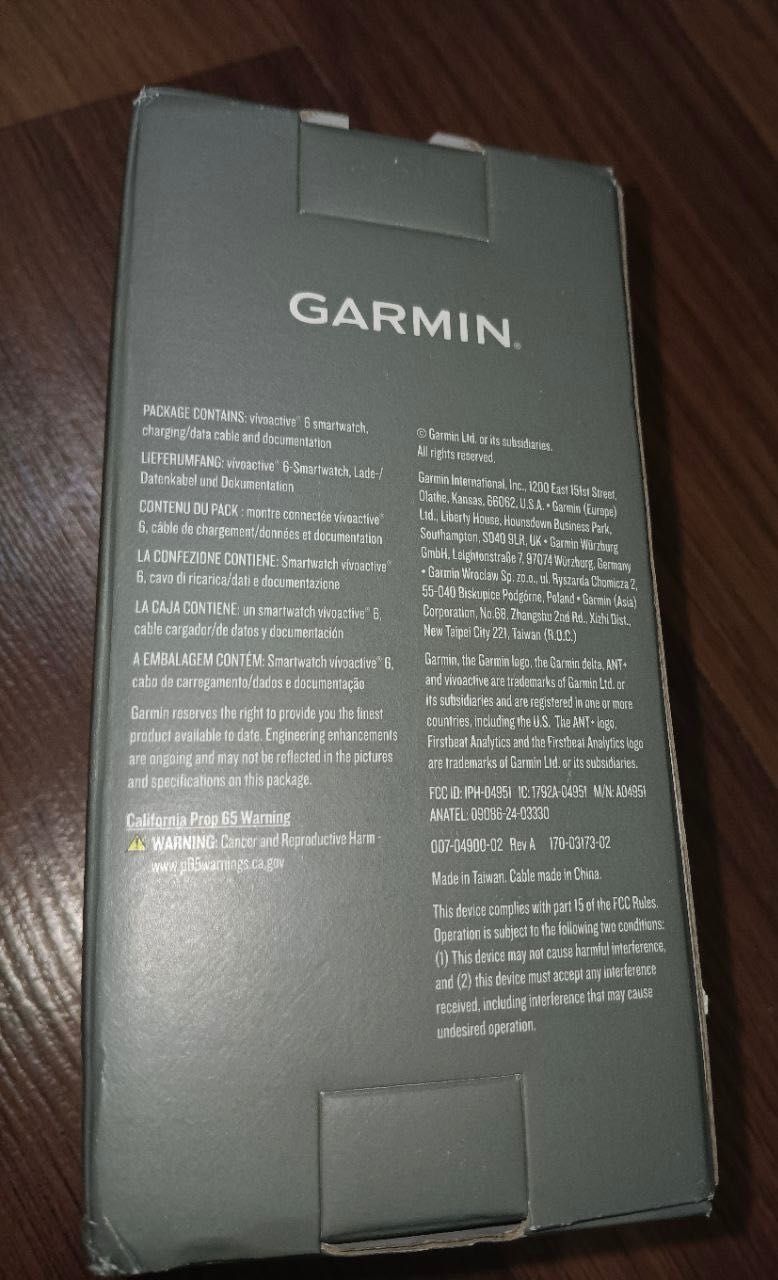 GARMIN®
PACKAGE CONTAINS: vívoactive® 6 smartwatch,
charging/data cable and documentation
LIEFERUMFANG: vívoactive® 6-Smartwatch, Lade-/
Datenkabel und Dokumentation
CONTENU DU PACK : montre connectée vívoactive®
6, câble de chargement/données et documentation
LA CONFEZIONE CONTIENE: Smartwatch vívoactive®
6, cavo di ricarica/dati e documentazione
LA CAJA CONTIENE: un smartwatch vívoactive® 6,
cable cargador/de datos y documentación
A EMBALAGEM CONTÉM: Smartwatch vívoactive® 6,
cabo de carregamento/dados e documentação
Garmin reserves the right to provide you the finest
product available to date. Engineering enhancements
are ongoing and may not be reflected in the pictures
and specifications on this package.
California Prop 65 Warning
WARNING: Cancer and Reproductive Harm -
www.p65warnings.ca.gov
© Garmin Ltd. or its subsidiaries.
All rights reserved.
Garmin International, Inc., 1200 East 151st Street,
Olathe, Kansas, 66062, U.S.A. • Garmin (Europe)
Ltd., Liberty House, Hounsdown Business Park,
Southampton, SO40 9LR, UK • Garmin Würzburg
GmbH, Leightonstraße 7, 97074 Würzburg, Germany
• Garmin Wroclaw Sp. zo.o., ul. Ryszarda Chomicza 2,
55-040 Biskupice Podgórne, Poland • Garmin (Asia)
Corporation, No.68, Zhangshu 2nd Rd., Xizhi Dist.,
New Taipei City 221, Taiwan (R.O.C.)
Garmin, the Garmin logo, the Garmin delta, ANT+
and vívoactive are trademarks of Garmin Ltd. or
its subsidiaries and are registered in one or more
countries, including the U.S. The ANT+ logo,
Firstbeat Analytics and the Firstbeat Analytics logo
are trademarks of Garmin Ltd. or its subsidiaries.
FCC ID: IPH-04951 IC: 1792A-04951 M/N: A04951
ANATEL: 09086-24-03330
007-04900-02 Rev A 170-03173-02
Made in Taiwan. Cable made in China.
This device complies with part 15 of the FCC Rules.
Operation is subject to the following two conditions:
(1) This device may not cause harmful interference,
and (2) this device must accept any interference
received, including interference that may cause
undesired operation.